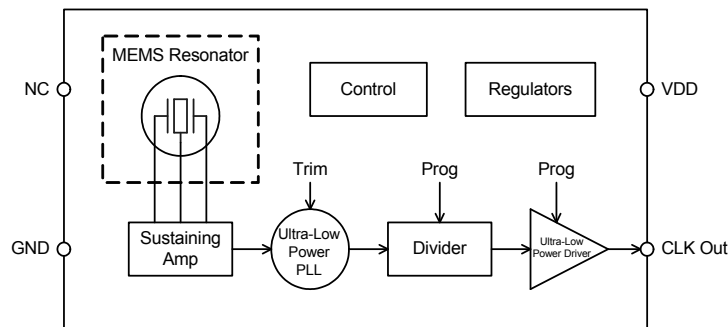 MEMS Resonator
NC
Control
Regulators
VDD
Trim
Prog
Prog
GND
Sustaining
Amp
Ultra-Low
Power
PLL
Divider
Ultra-Low
Power Driver
CLK Out